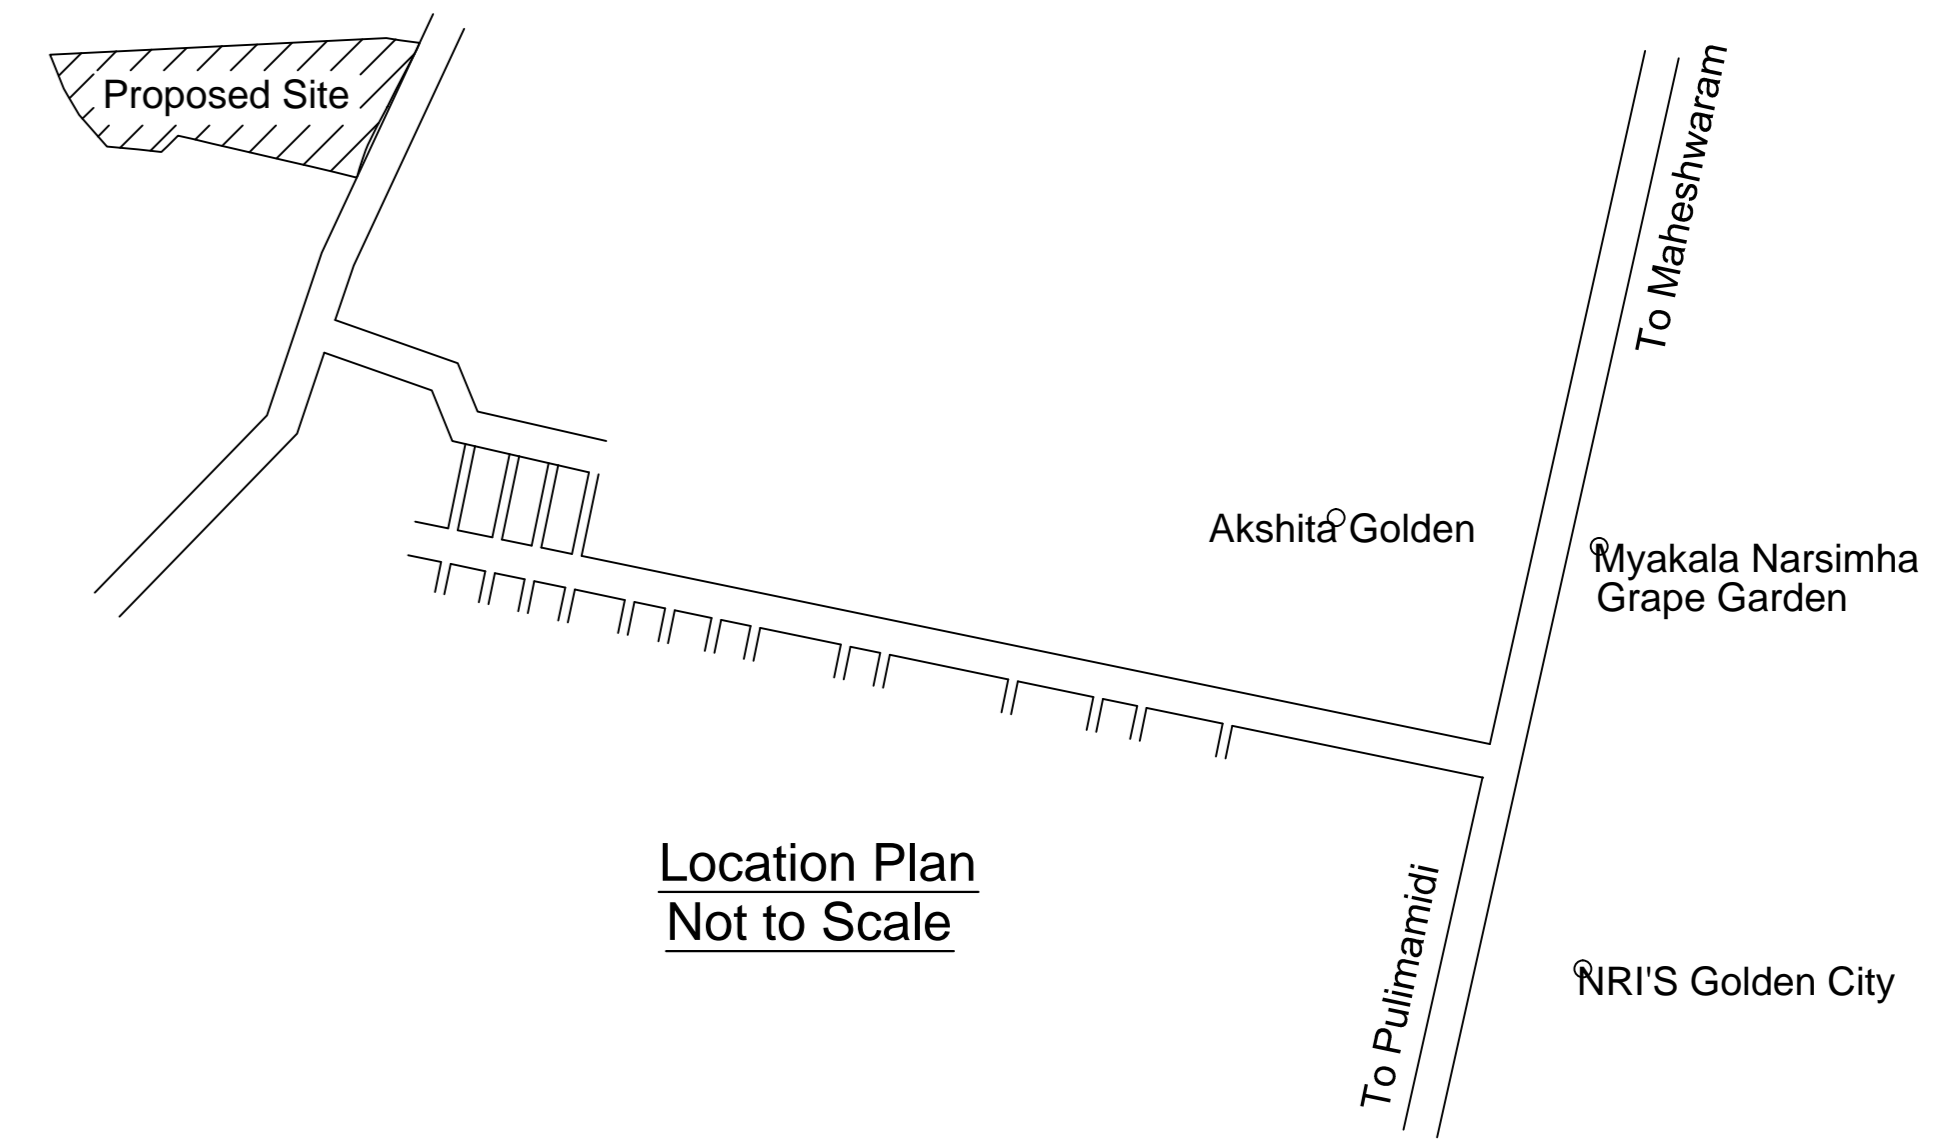 Proposed Site
To Maheshwaram
Akshita Golden
Myakala Narsimha
Grape Garden
Location Plan
Not to Scale
To Pulimamidi
NRI'S Golden City